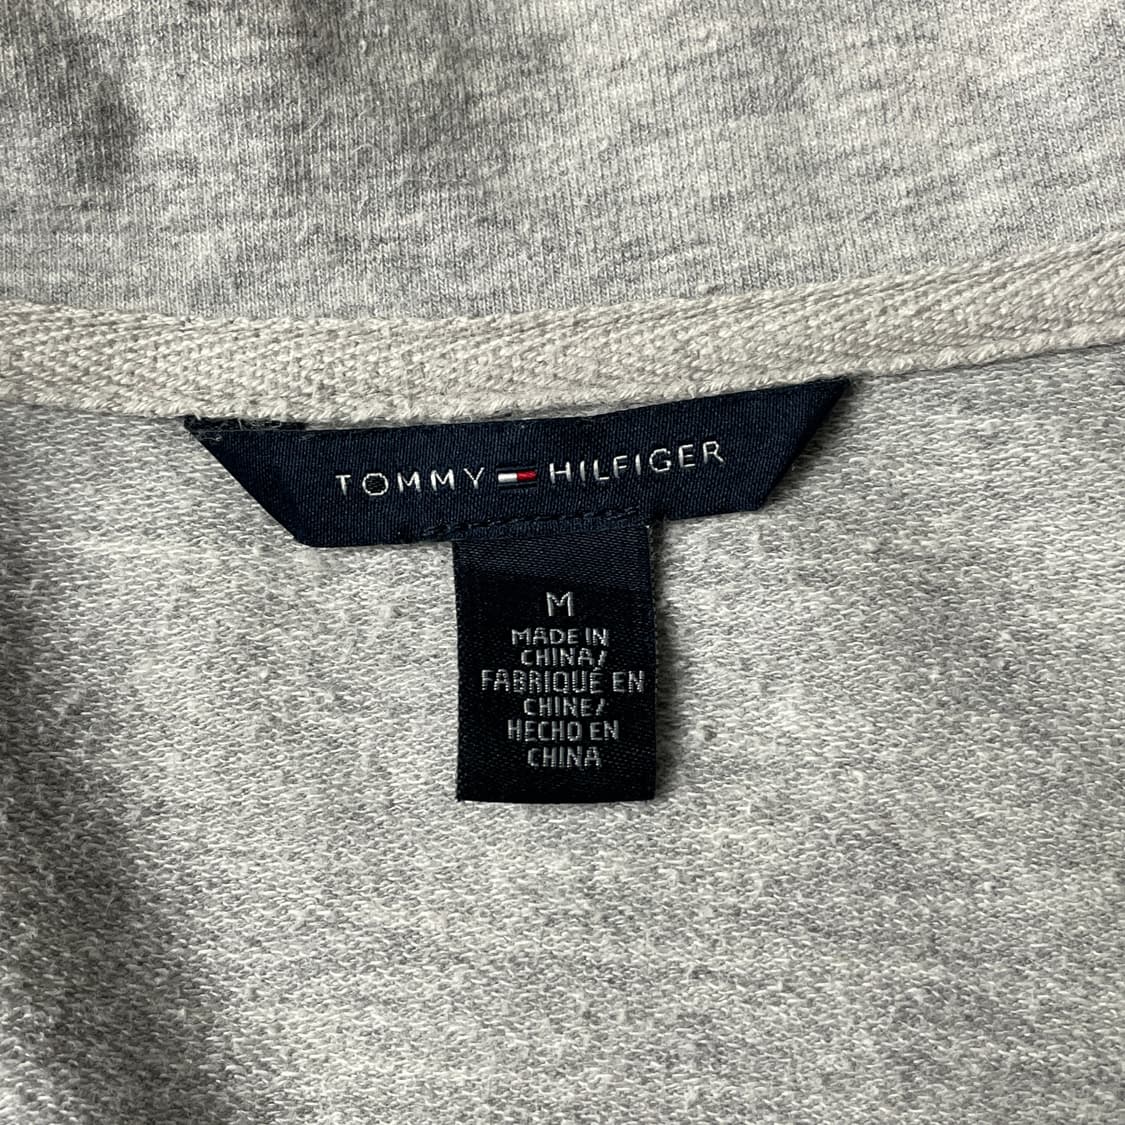 TOMMY HILFIGER
M
MADE IN
CHINA/
FABRIQUÉ EN
CHINE/
HECHO EN
CHINA